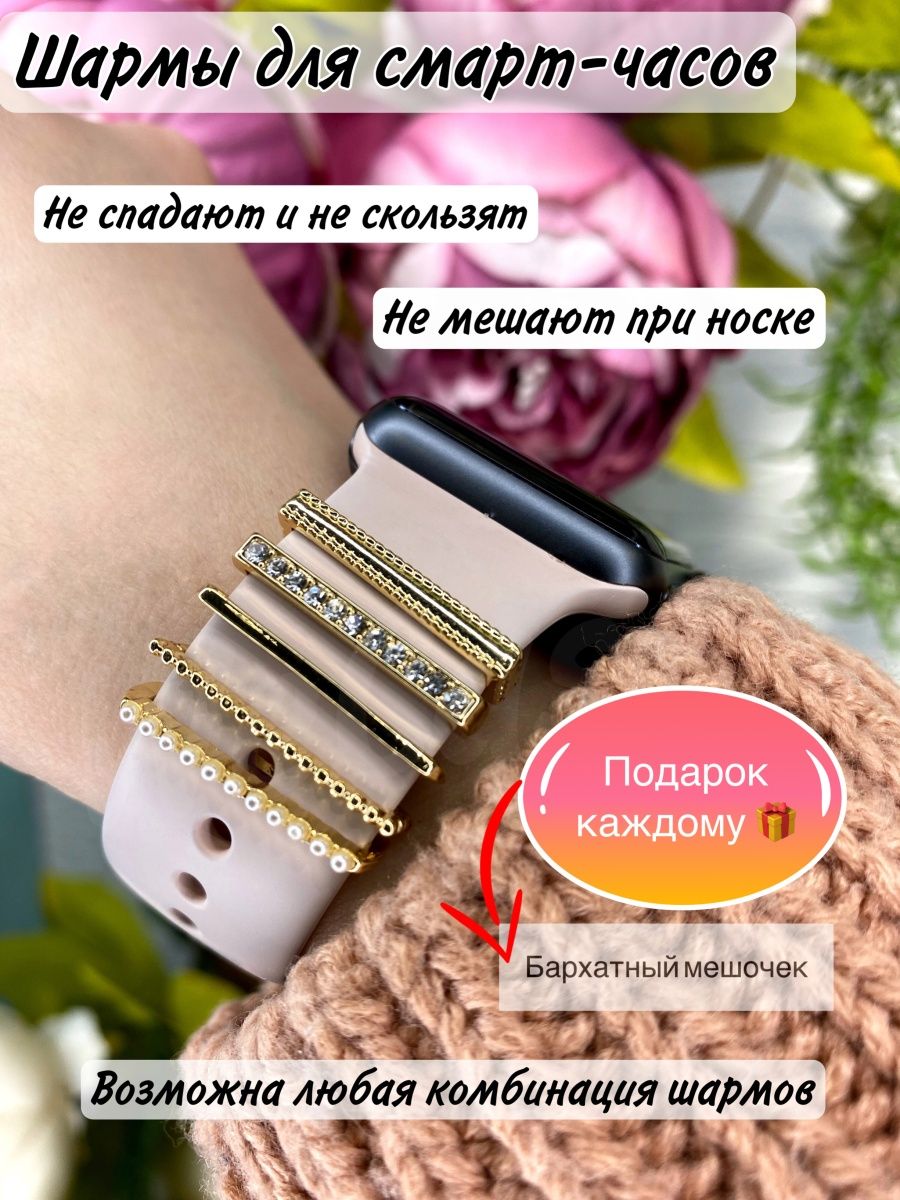 Шармы для смарт-часов
Не спадают и не скользят
Не мешают при носке
Подарок
каждому 🎁
Бархатный мешочек
Возможна любая комбинация шармов